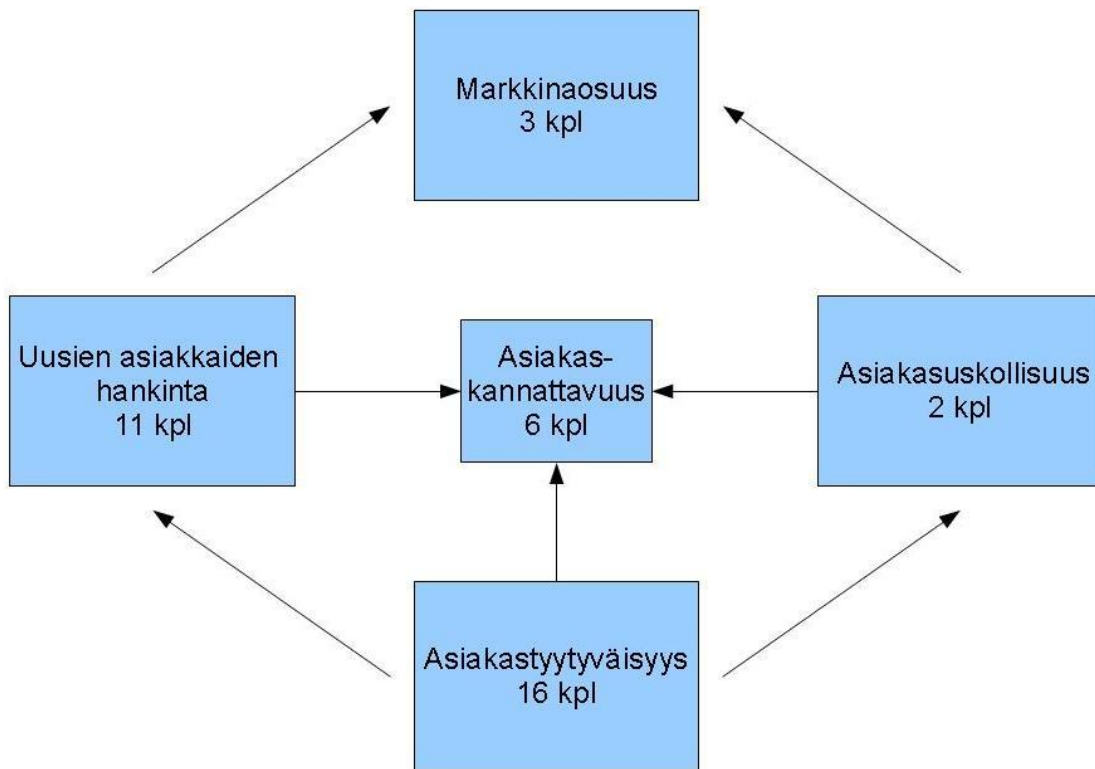 Markkinaosuus
3 kpl
Uusien asiakkaiden
hankinta
11 kpl
Asiakas-
kannattavuus
6 kpl
Asiakasuskollisuus
2 kpl
Asiakastyytyväisyys
16 kpl